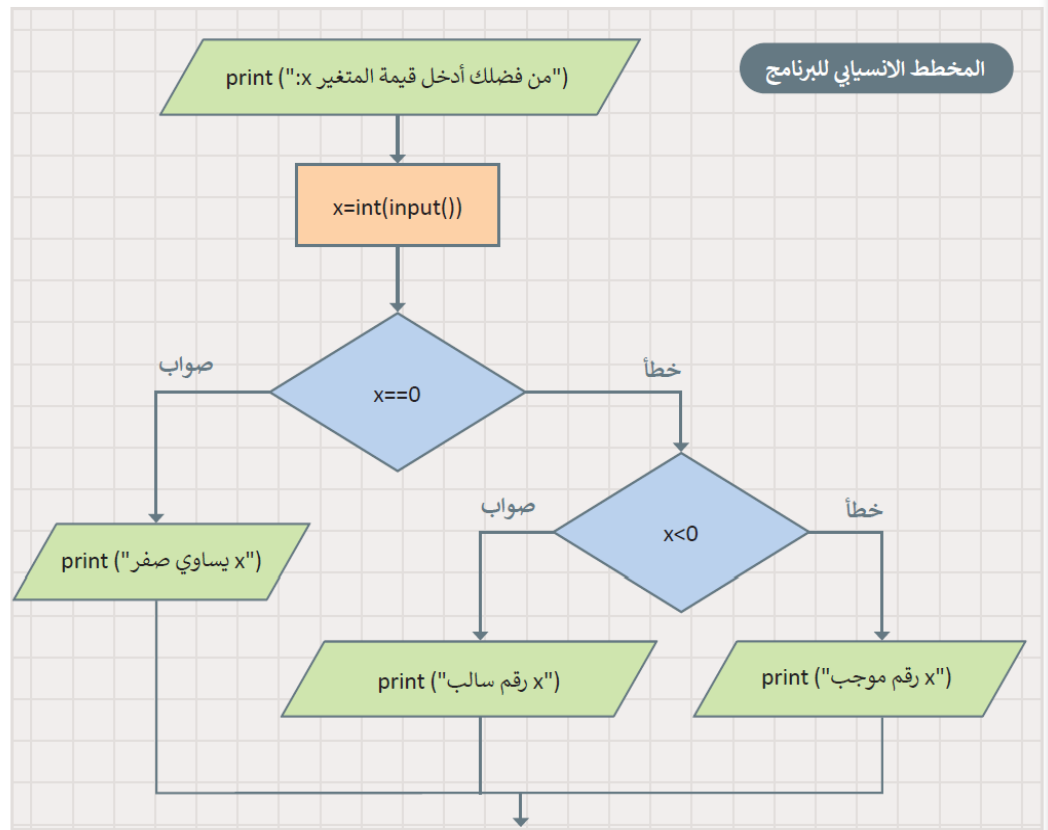 المخطط الانسيابي للبرنامج
print ("من فضلك أدخل قيمة المتغير x:")
x=int(input())
x==0
صواب
خطأ
x<0
صواب
خطأ
print ("x يساوي صفر")
print ("x رقم سالب")
print ("x رقم موجب")